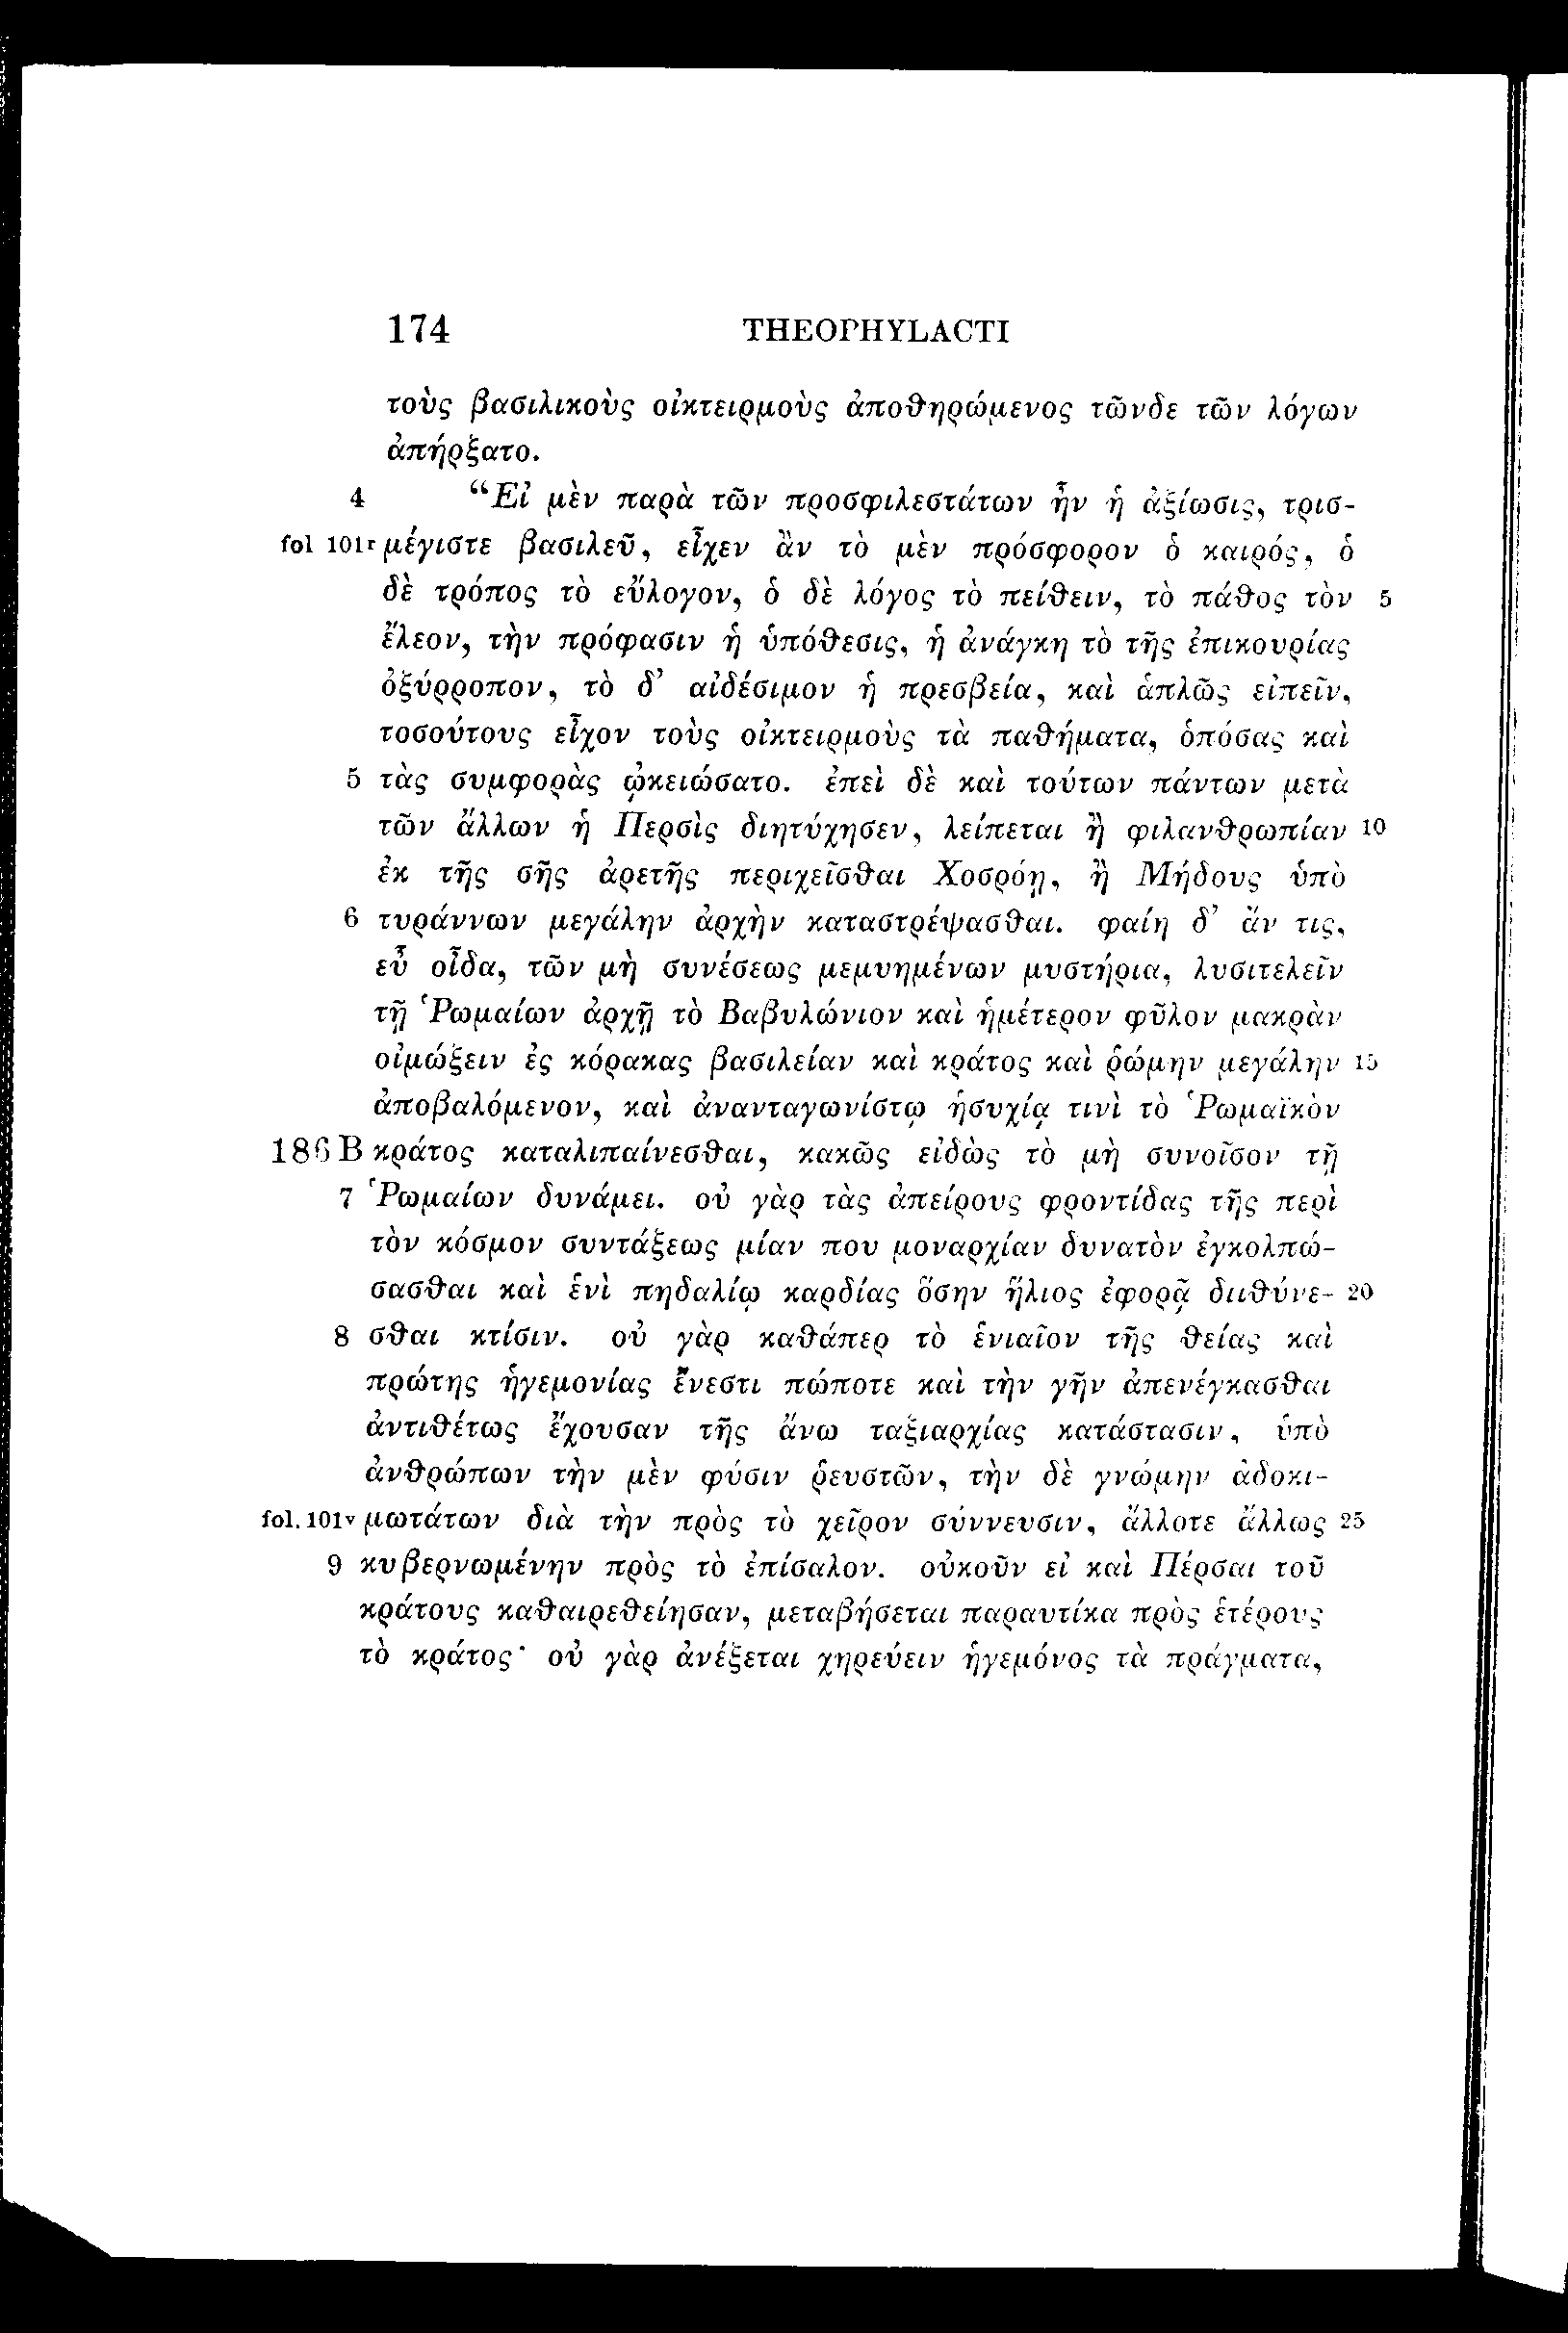 174 THEOPHYLACTI
τοὺς βασιλικοὺς οἰκτειρμοὺς ἀποθηρώμενος τῶνδε τῶν λόγων
ἀπήρξατο.
4 “Εἰ μὲν παρὰ τῶν προσφιλεστάτων ἦν ἡ ἀξίωσις, τρισ-
fol 101r μέγιστε βασιλεῦ, εἶχεν ἂν τὸ μὲν πρόσφορον ὁ καιρός, ὁ
δὲ τρόπος τὸ εὔλογον, ὁ δὲ λόγος τὸ πείθειν, τὸ πάθος τὸν 5
ἔλεον, τὴν πρόφασιν ἡ ὑπόθεσις, ἡ ἀνάγκη τὸ τῆς ἐπικουρίας
ὀξύρροπον, τὸ δ’ αἰδέσιμον ἡ πρεσβεία, καὶ ἁπλῶς εἰπεῖν,
τοσούτους εἶχον τοὺς οἰκτειρμοὺς τὰ παθήματα, ὁπόσας καὶ
5 τὰς συμφορὰς ᾠκειώσατο. ἐπεὶ δὲ καὶ τούτων πάντων μετὰ
τῶν ἄλλων ἡ Περσὶς διητύχησεν, λείπεται ἢ φιλανθρωπίαν 10
ἐκ τῆς σῆς ἀρετῆς περιχεῖσθαι Χοσρόῃ, ἢ Μήδους ὑπὸ
6 τυράννων μεγάλην ἀρχὴν καταστρέψασθαι. φαίη δ’ ἄν τις,
εὖ οἶδα, τῶν μὴ συνέσεως μεμυημένων μυστήρια, λυσιτελεῖν
τῇ Ῥωμαίων ἀρχῇ τὸ Βαβυλώνιον καὶ ἡμέτερον φῦλον μακρὰν
οἰμώξειν ἐς κόρακας βασιλείαν καὶ κράτος καὶ ῥώμην μεγάλην 15
ἀποβαλόμενον, καὶ ἀνανταγωνίστῳ ἡσυχίᾳ τινὶ τὸ Ῥωμαϊκὸν
186 B κράτος καταλιπαίνεσθαι, κακῶς εἰδὼς τὸ μὴ συνοῖσον τῇ
7 Ῥωμαίων δυνάμει. οὐ γὰρ τὰς ἀπείρους φροντίδας τῆς περὶ
τὸν κόσμον συντάξεως μίαν που μοναρχίαν δυνατὸν ἐγκολπώ-
σασθαι καὶ ἑνὶ πηδαλίῳ καρδίας ὅσην ἥλιος ἐφορᾷ διιθύνε- 20
8 σθαι κτίσιν. οὐ γὰρ καθάπερ τὸ ἑνιαῖον τῆς θείας καὶ
πρώτης ἡγεμονίας ἔνεστι πώποτε καὶ τὴν γῆν ἀπενέγκασθαι
ἀντιθέτως ἔχουσαν τῆς ἄνω ταξιαρχίας κατάστασιν, ὑπὸ
ἀνθρώπων τὴν μὲν φύσιν ῥευστῶν, τὴν δὲ γνώμην ἀδοκι-
fol. 101v μωτάτων διὰ τὴν πρὸς τὸ χεῖρον σύννευσιν, ἄλλοτε ἄλλως 25
9 κυβερνωμένην πρὸς τὸ ἐπίσαλον. οὐκοῦν εἰ καὶ Πέρσαι τοῦ
κράτους καθαιρεθείησαν, μεταβήσεται παραυτίκα πρὸς ἑτέρους
τὸ κράτος· οὐ γὰρ ἀνέξεται χηρεύειν ἡγεμόνος τὰ πράγματα,